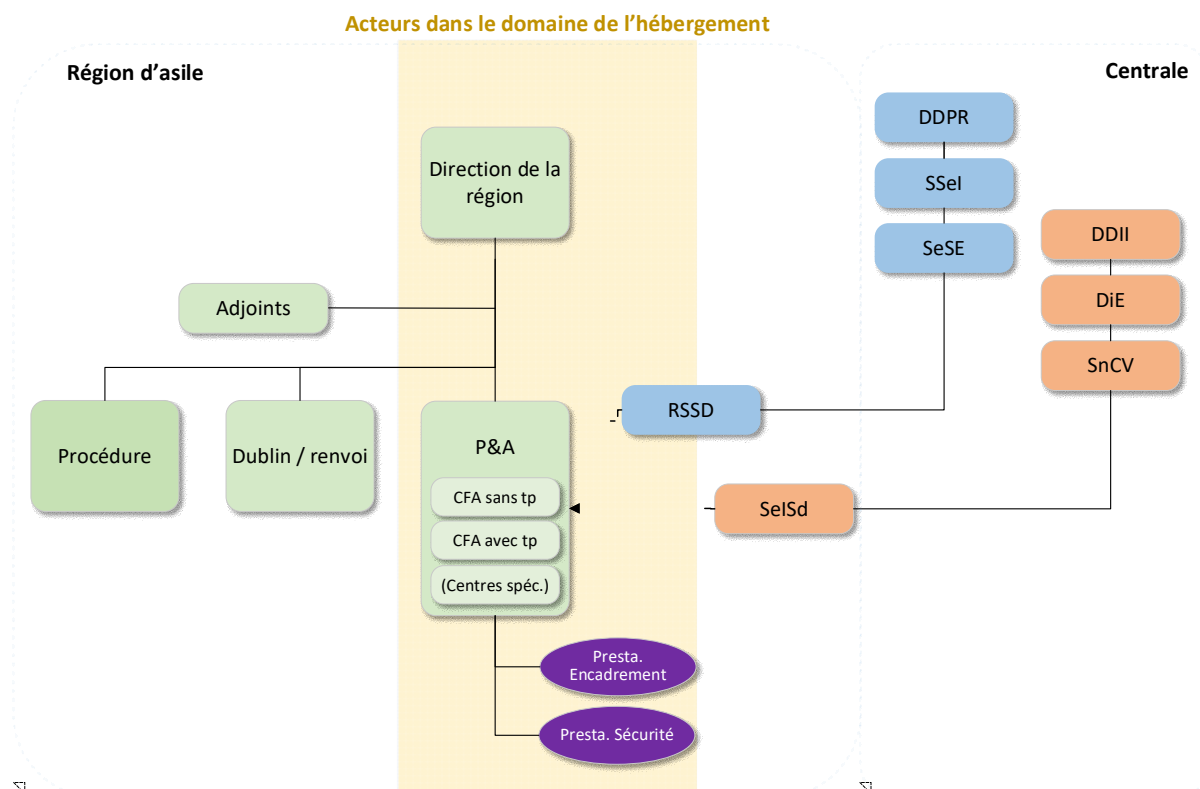 Acteurs dans le domaine de l’hébergement
Région d’asile
Centrale
DDPR
Direction de la
région
SSeI
DDII
SeSE
Adjoints
DiE
SnCV
RSSD
Procédure
Dublin / renvoi
P&A
CFA sans tp
SeISd
CFA avec tp
(Centres spéc.)
Presta.
Encadrement
Presta. Sécurité